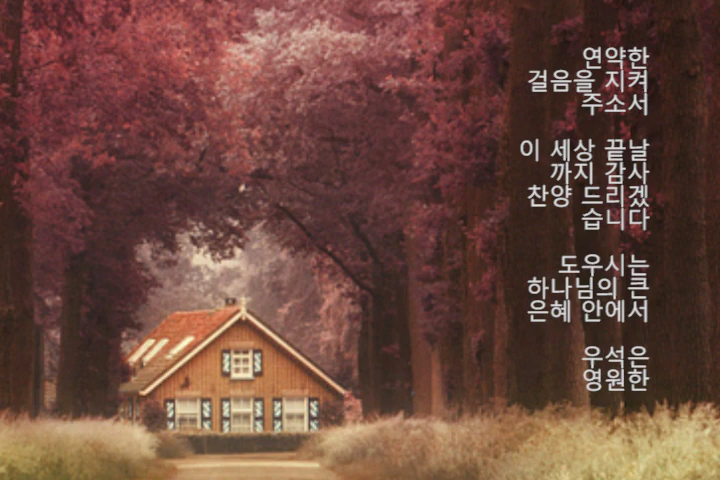 연약한
걸음을 지켜
주소서
이 세상 끝날
까지 감사
찬양 드리겠
습니다
도우시는
하나님의 큰
은혜 안에서
우석은
영원한